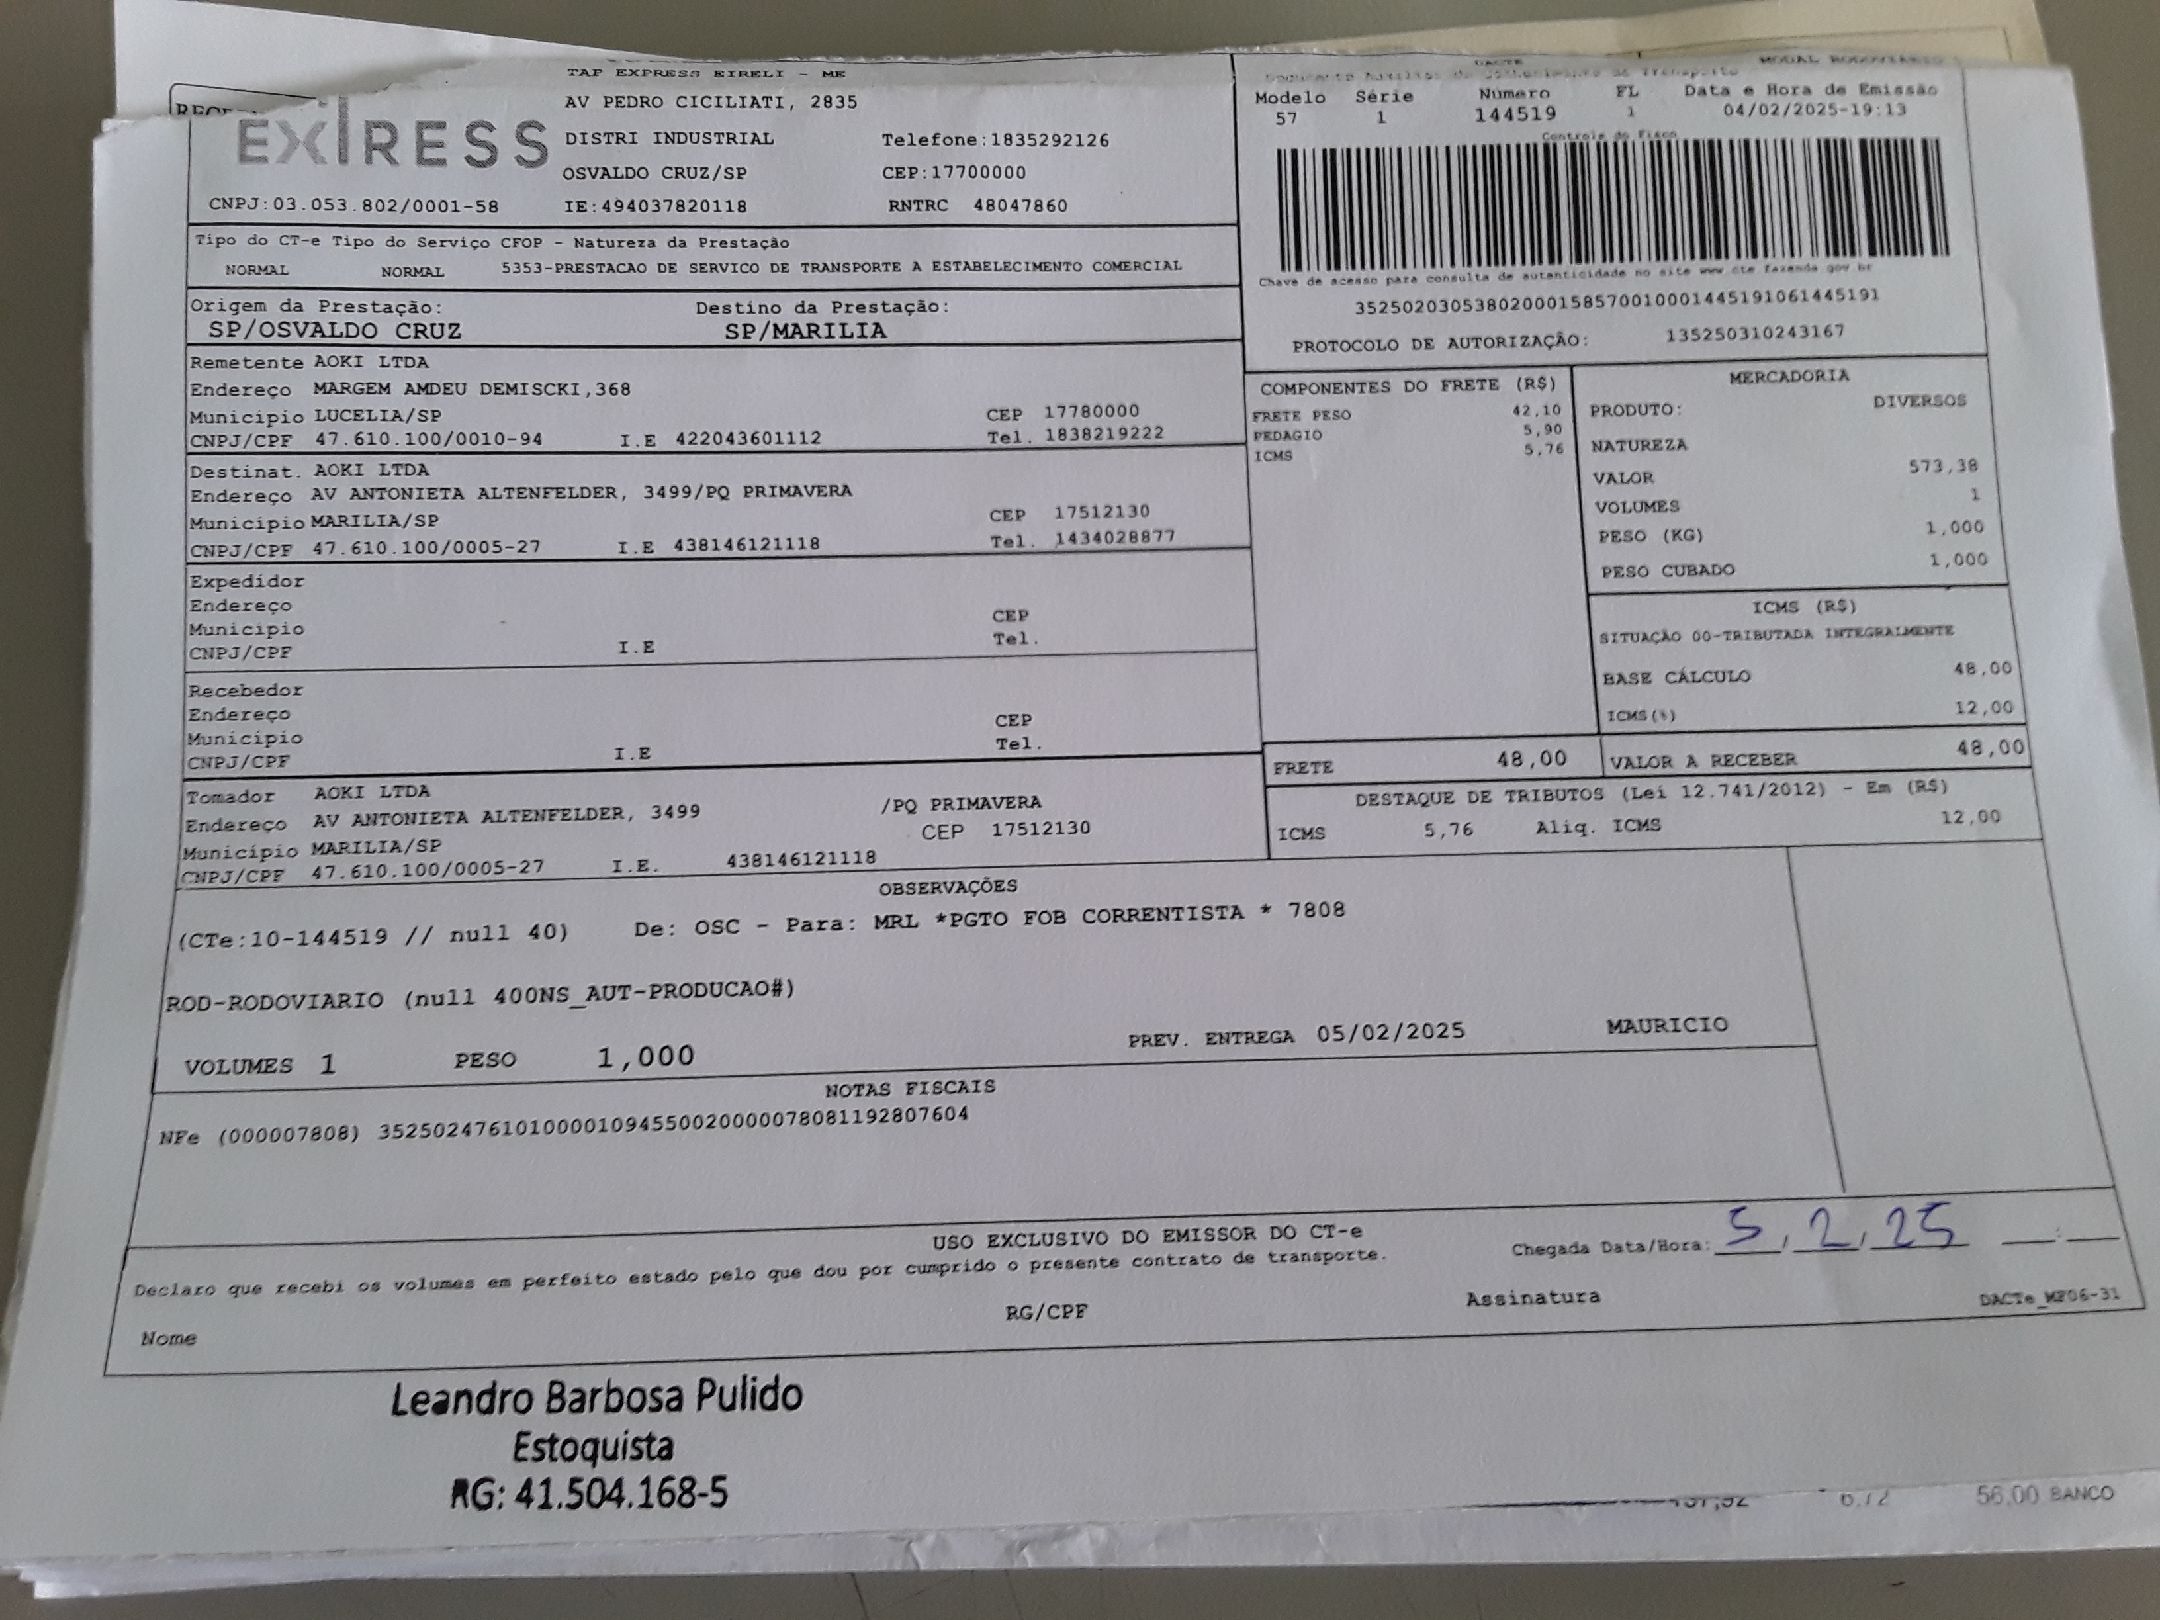 TAP EXPRESS EIRELI - ME
EXPRESS
AV PEDRO CICILIATI, 2835
DISTRI INDUSTRIAL Telefone:1835292126
OSVALDO CRUZ/SP CEP:17700000
CNPJ:03.053.802/0001-58 IE:494037820118 RNTRC 48047860
DACTE MODAL RODOVIÁRIO
Documento Auxiliar do Conhecimento de Transporte
Modelo Série Número FL Data e Hora de Emissão
57 1 144519 1 04/02/2025-19:13
Controle do Fisco
Chave de acesso para consulta de autenticidade no site www cte fazenda gov br
35250203053802000158570010001445191061445191
PROTOCOLO DE AUTORIZAÇÃO: 135250310243167
Tipo do CT-e Tipo do Serviço CFOP - Natureza da Prestação
NORMAL NORMAL 5353-PRESTACAO DE SERVICO DE TRANSPORTE A ESTABELECIMENTO COMERCIAL
Origem da Prestação: Destino da Prestação:
SP/OSVALDO CRUZ SP/MARILIA
Remetente AOKI LTDA
Endereço MARGEM AMDEU DEMISCKI,368
Municipio LUCELIA/SP CEP 17780000
CNPJ/CPF 47.610.100/0010-94 I.E 422043601112 Tel. 1838219222
Destinat. AOKI LTDA
Endereço AV ANTONIETA ALTENFELDER, 3499/PQ PRIMAVERA
Municipio MARILIA/SP CEP 17512130
CNPJ/CPF 47.610.100/0005-27 I.E 438146121118 Tel. 1434028877
Expedidor
Endereço
Municipio CEP
CNPJ/CPF I.E Tel.
Recebedor
Endereço
Municipio CEP
CNPJ/CPF I.E Tel.
Tomador AOKI LTDA
Endereço AV ANTONIETA ALTENFELDER, 3499 /PQ PRIMAVERA
Municipio MARILIA/SP CEP 17512130
CNPJ/CPF 47.610.100/0005-27 I.E. 438146121118
COMPONENTES DO FRETE (R$)
FRETE PESO 42,10
PEDAGIO 5,90
ICMS 5,76
MERCADORIA
PRODUTO: DIVERSOS
NATUREZA
VALOR 573,38
VOLUMES 1
PESO (KG) 1,000
PESO CUBADO 1,000
ICMS (R$)
SITUAÇÃO 00-TRIBUTADA INTEGRALMENTE
BASE CÁLCULO 48,00
ICMS(%) 12,00
FRETE 48,00 VALOR A RECEBER 48,00
DESTAQUE DE TRIBUTOS (Lei 12.741/2012) - Em (R$)
ICMS 5,76 Aliq. ICMS 12,00
OBSERVAÇÕES
(CTe:10-144519 // null 40) De: OSC - Para: MRL *PGTO FOB CORRENTISTA * 7808
ROD-RODOVIARIO (null 400NS_AUT-PRODUCAO#)
VOLUMES 1 PESO 1,000 PREV. ENTREGA 05/02/2025 MAURICIO
NOTAS FISCAIS
NFe (000007808) 35250247610100001094550020000078081192807604
USO EXCLUSIVO DO EMISSOR DO CT-e
Declaro que recebi os volumes em perfeito estado pelo que dou por cumprido o presente contrato de transporte.
Chegada Data/Hora: 5/2/25 __:__
Nome RG/CPF Assinatura DACTe_MF06-31
Leandro Barbosa Pulido
Estoquista
RG: 41.504.168-5
6,72 56,00 BANCO